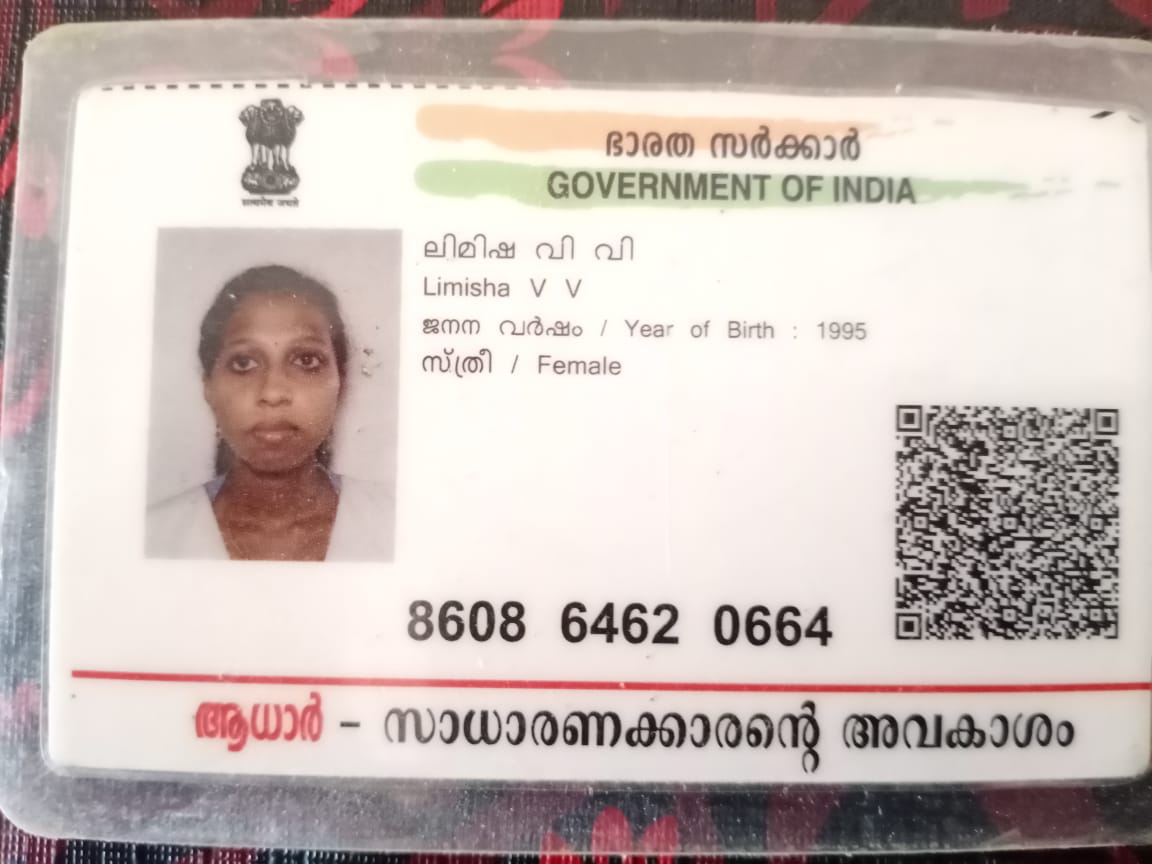 सत्यमेव जयते
ഭാരത സർക്കാർ
GOVERNMENT OF INDIA
ലിമിഷ വി വി
Limisha V V
ജനന വർഷം / Year of Birth : 1995
സ്ത്രീ / Female
8608 6462 0664
ആധാർ – സാധാരണക്കാരന്റെ അവകാശം